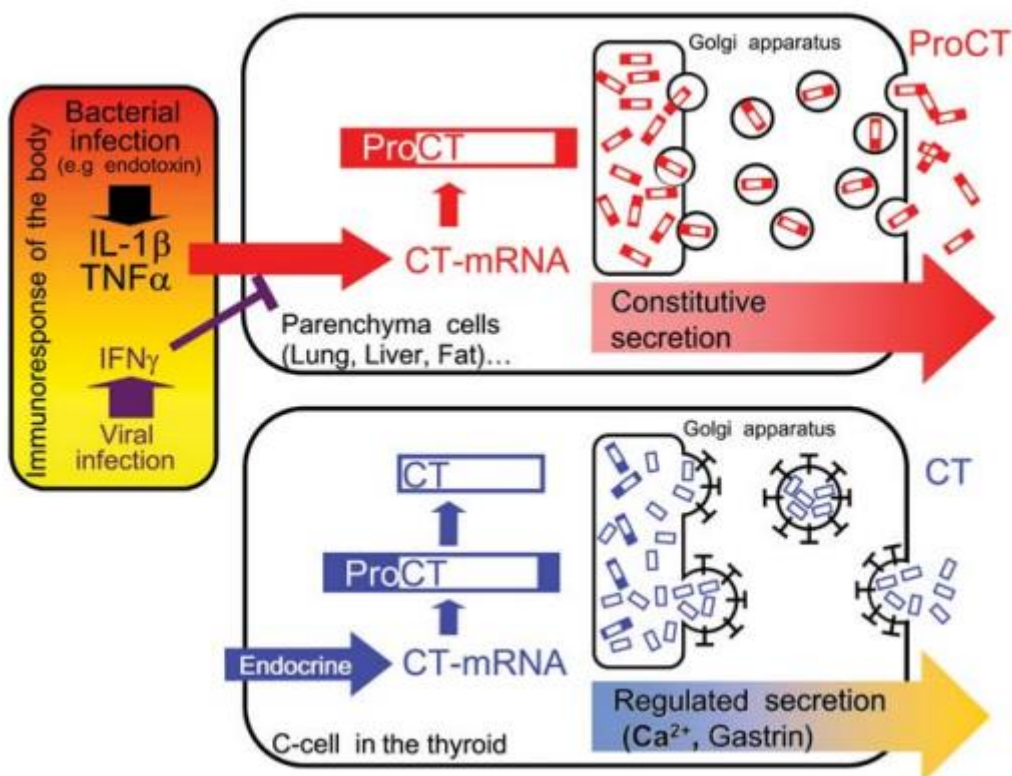 Immunoresponse of the body
Bacterial
infection
(e.g endotoxin)
IL-1β
TNFα
IFNγ
Viral
infection
Golgi apparatus
ProCT
ProCT
CT-mRNA
Parenchyma cells
(Lung, Liver, Fat)...
Constitutive
secretion
Golgi apparatus
CT
CT
ProCT
Endocrine
CT-mRNA
C-cell in the thyroid
Regulated secretion
(Ca²⁺, Gastrin)